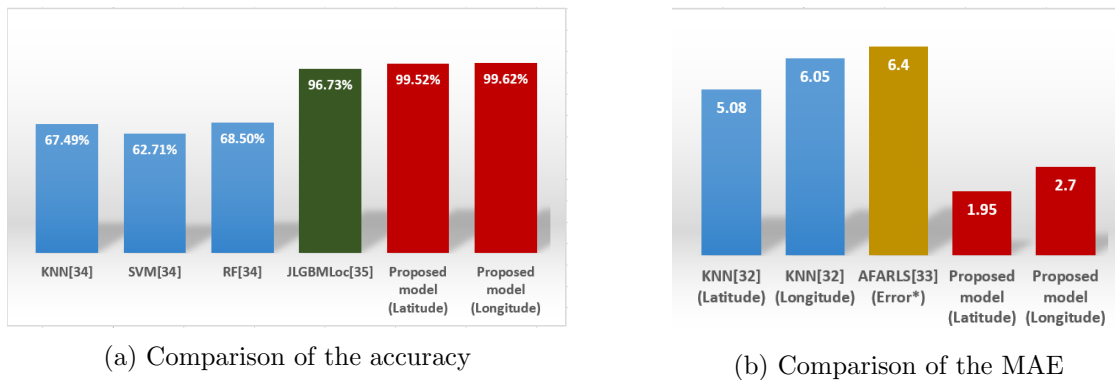 67.49%
62.71%
68.50%
96.73%
99.52%
99.62%
KNN[34]
SVM[34]
RF[34]
JLGBMLoc[35]
Proposed model (Latitude)
Proposed model (Longitude)
(a) Comparison of the accuracy
5.08
6.05
6.4
1.95
2.7
KNN[32] (Latitude)
KNN[32] (Longitude)
AFARLS[33] (Error*)
Proposed model (Latitude)
Proposed model (Longitude)
(b) Comparison of the MAE